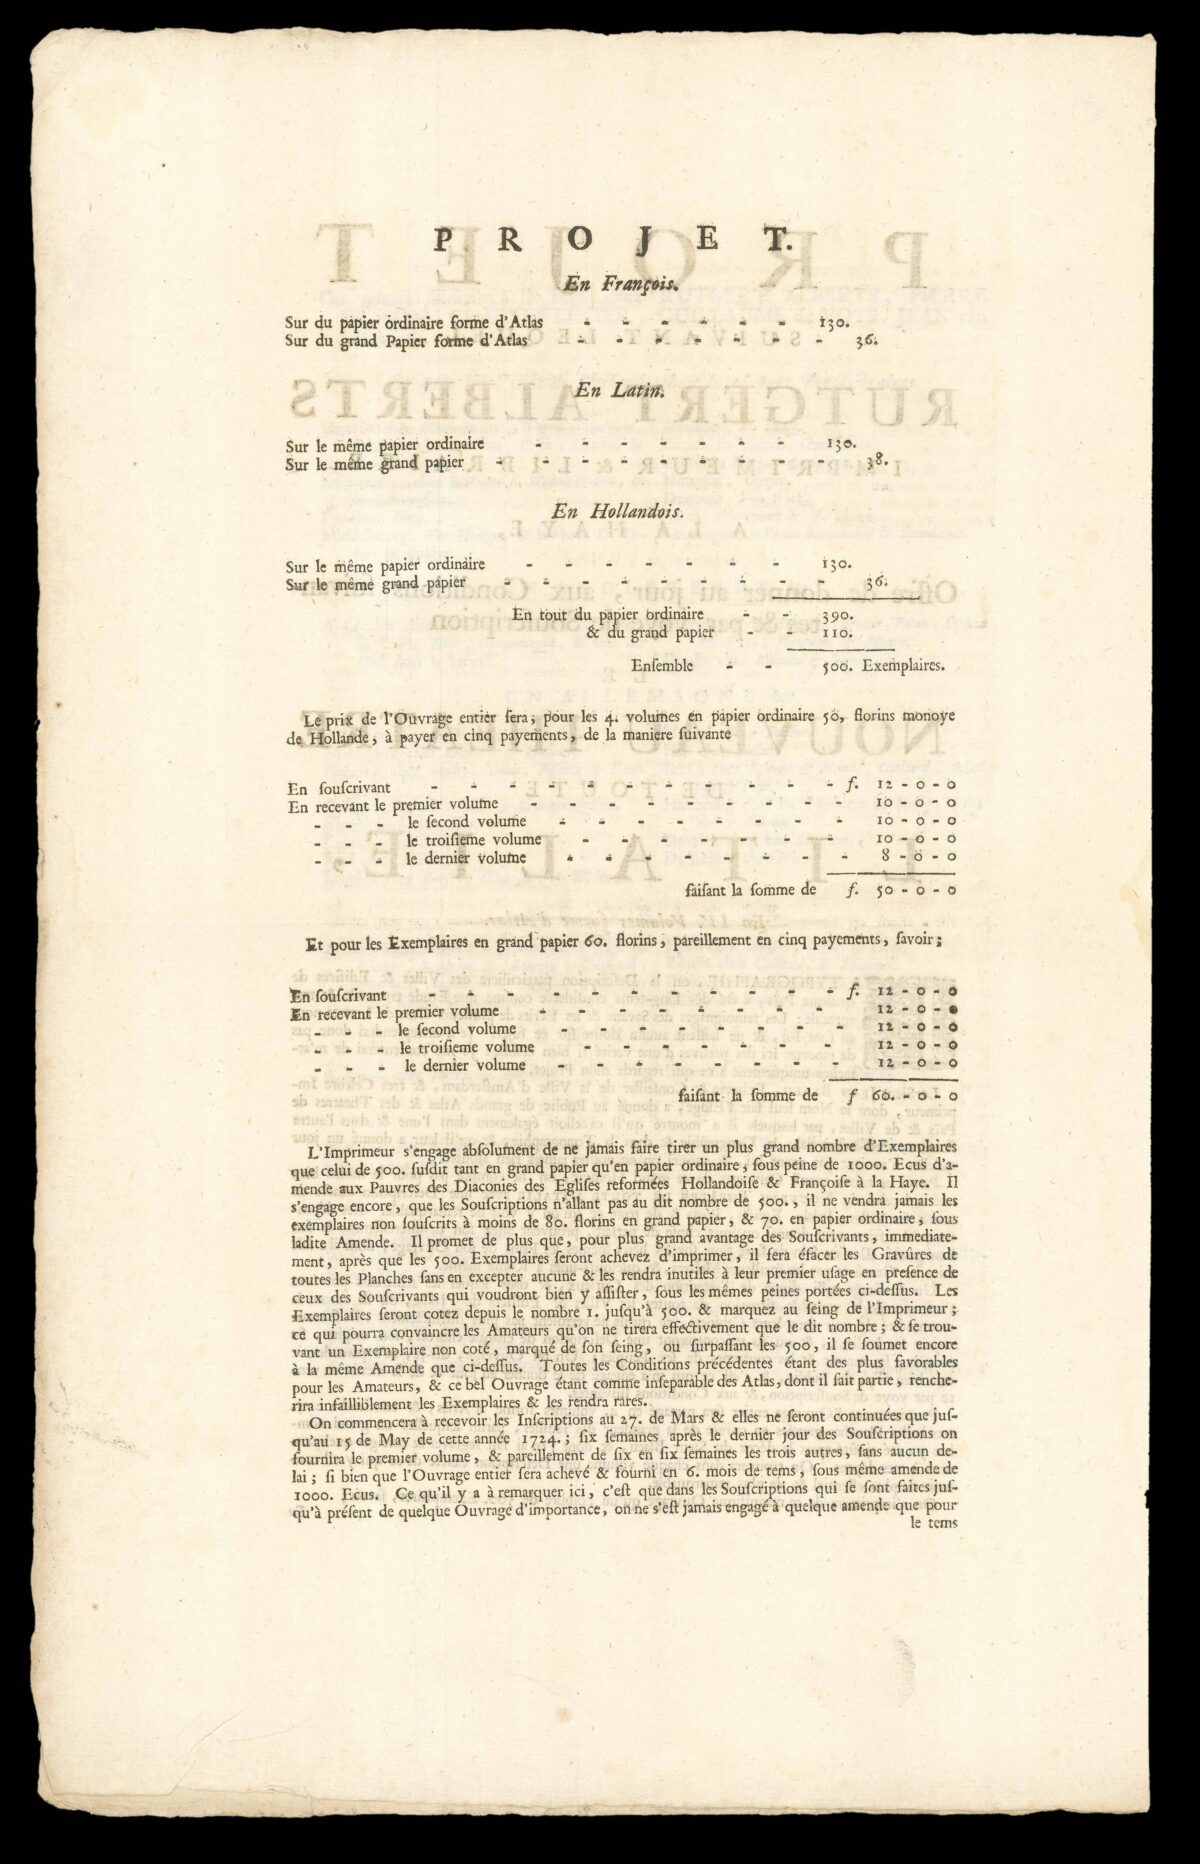 PROJET.
En François.
Sur du papier ordinaire forme d'Atlas - - - - - - 130.
Sur du grand Papier forme d'Atlas - - - - - - - 36.
En Latin.
Sur le même papier ordinaire - - - - - - - 130.
Sur le même grand papier - - - - - - - - - 38.
En Hollandois.
Sur le même papier ordinaire - - - - - - - 130.
Sur le même grand papier - - - - - - - - - 36.
En tout du papier ordinaire - - 390.
& du grand papier - - 110.
Ensemble - - 500. Exemplaires.
Le prix de l'Ouvrage entier sera, pour les 4. volumes en papier ordinaire 50, florins monoye
de Hollande, à payer en cinq payements, de la maniere suivante
En souscrivant - - - - - - - - - - - f. 12-0-0
En recevant le premier volume - - - - - - - - - 10-0-0
- - - le second volume - - - - - - - - 10-0-0
- - - le troisieme volume - - - - - - - - 10-0-0
- - - le dernier volume - - - - - - - - 8-0-0
faisant la somme de f. 50-0-0
Et pour les Exemplaires en grand papier 60. florins, pareillement en cinq payements, savoir;
En souscrivant - - - - - - - - - - - f. 12-0-0
En recevant le premier volume - - - - - - - - - 12-0-0
- - - le second volume - - - - - - - - 12-0-0
- - - le troisieme volume - - - - - - - - 12-0-0
- - - le dernier volume - - - - - - - - - 12-0-0
faisant la somme de f 60.-0-0
L'Imprimeur s'engage absolument de ne jamais faire tirer un plus grand nombre d'Exemplaires
que celui de 500. susdit tant en grand papier qu'en papier ordinaire, sous peine de 1000. Ecus d'a-
mende aux Pauvres des Diaconies des Eglises reformées Hollandoise & Françoise à la Haye. Il
s'engage encore, que les Souscriptions n'allant pas au dit nombre de 500., il ne vendra jamais les
exemplaires non souscrits à moins de 80. florins en grand papier, & 70. en papier ordinaire, sous
ladite Amende. Il promet de plus que, pour plus grand avantage des Souscrivants, immediate-
ment, après que les 500. Exemplaires seront achevez d'imprimer, il sera éfacer les Gravûres de
toutes les Planches sans en excepter aucune & les rendra inutiles à leur premier usage en presence de
ceux des Souscrivants qui voudront bien y assister, sous les mêmes peines portées ci-dessus. Les
Exemplaires seront cotez depuis le nombre 1. jusqu'à 500. & marquez au seing de l'Imprimeur;
ce qui pourra convaincre les Amateurs qu'on ne tirera effectivement que le dit nombre; & se trou-
vant un Exemplaire non coté, marqué de son seing, ou surpassant les 500, il se soumet encore
à la même Amende que ci-dessus. Toutes les Conditions précédentes étant des plus favorables
pour les Amateurs, & ce bel Ouvrage étant comme inseparable des Atlas, dont il fait partie, renche-
rira infailliblement les Exemplaires & les rendra rares.
On commencera à recevoir les Inscriptions au 27. de Mars & elles ne seront continuées que jus-
qu'au 15 de May de cette année 1724.; six semaines après le dernier jour des Souscriptions on
fournira le premier volume, & pareillement de six en six semaines les trois autres, sans aucun de-
lai; si bien que l'Ouvrage entier sera achevé & fourni en 6. mois de tems, sous même amende de
1000. Ecus. Ce qu'il y a à remarquer ici, c'est que dans les Souscriptions qui se sont faites jus-
qu'à présent de quelque Ouvrage d'importance, on ne s'est jamais engagé à quelque amende que pour
le tems